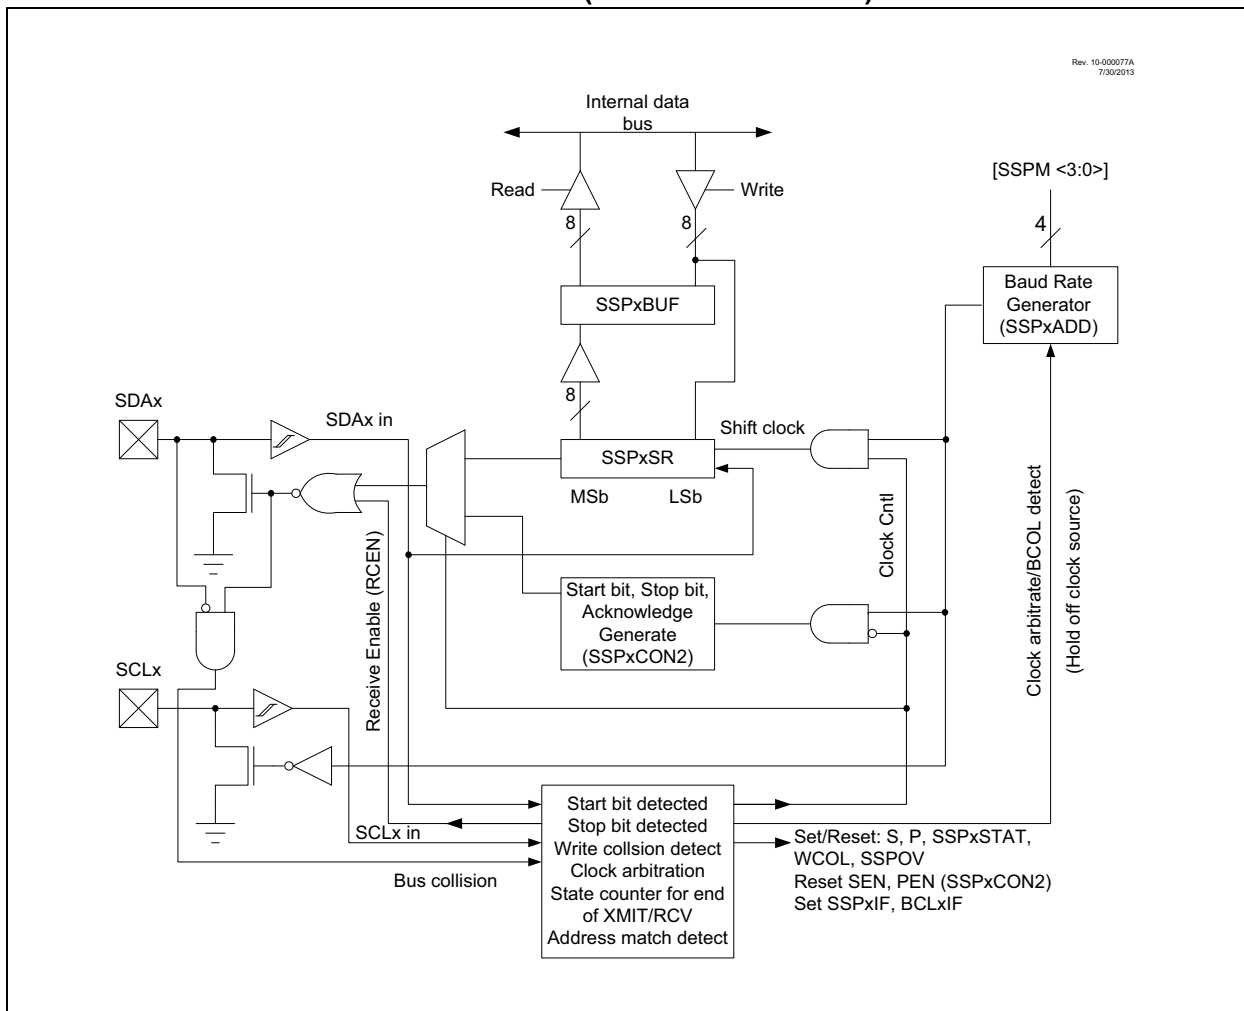 Rev. 10-000077A
7/30/2013
Internal data
bus
[SSPM <3:0>]
Read
Write
8
8
4
Baud Rate
Generator
(SSPxADD)
SSPxBUF
8
SDAx
SDAx in
Shift clock
SSPxSR
MSb
LSb
Receive Enable (RCEN)
Clock Cntl
Clock arbitrate/BCOL detect
(Hold off clock source)
Start bit, Stop bit,
Acknowledge
Generate
(SSPxCON2)
SCLx
SCLx in
Bus collision
Start bit detected
Stop bit detected
Write collsion detect
Clock arbitration
State counter for end
of XMIT/RCV
Address match detect
Set/Reset: S, P, SSPxSTAT,
WCOL, SSPOV
Reset SEN, PEN (SSPxCON2)
Set SSPxIF, BCLxIF